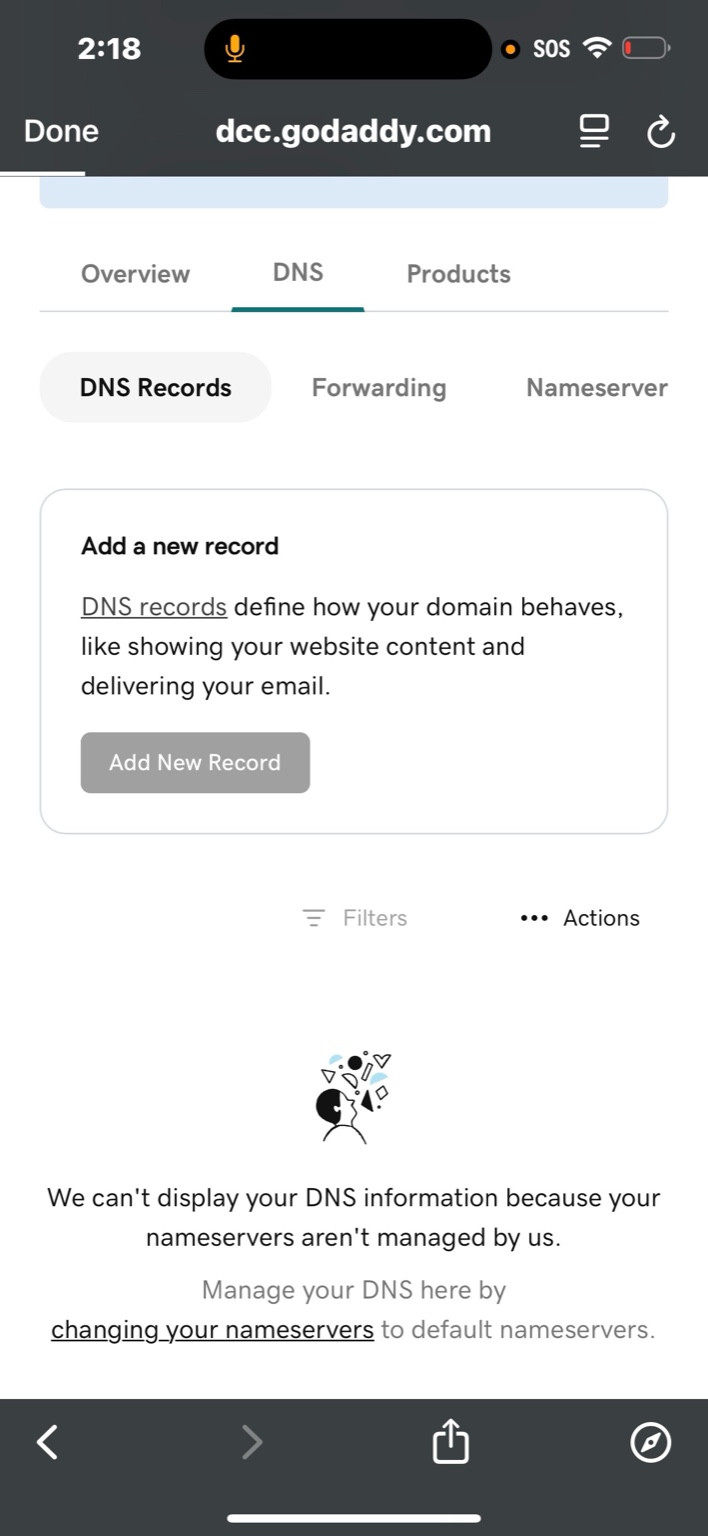 2:18
SOS
Done
dcc.godaddy.com
Overview
DNS
Products
DNS Records
Forwarding
Nameserver
Add a new record
DNS records define how your domain behaves,
like showing your website content and
delivering your email.
Add New Record
Filters
Actions
We can't display your DNS information because your
nameservers aren't managed by us.
Manage your DNS here by
changing your nameservers to default nameservers.